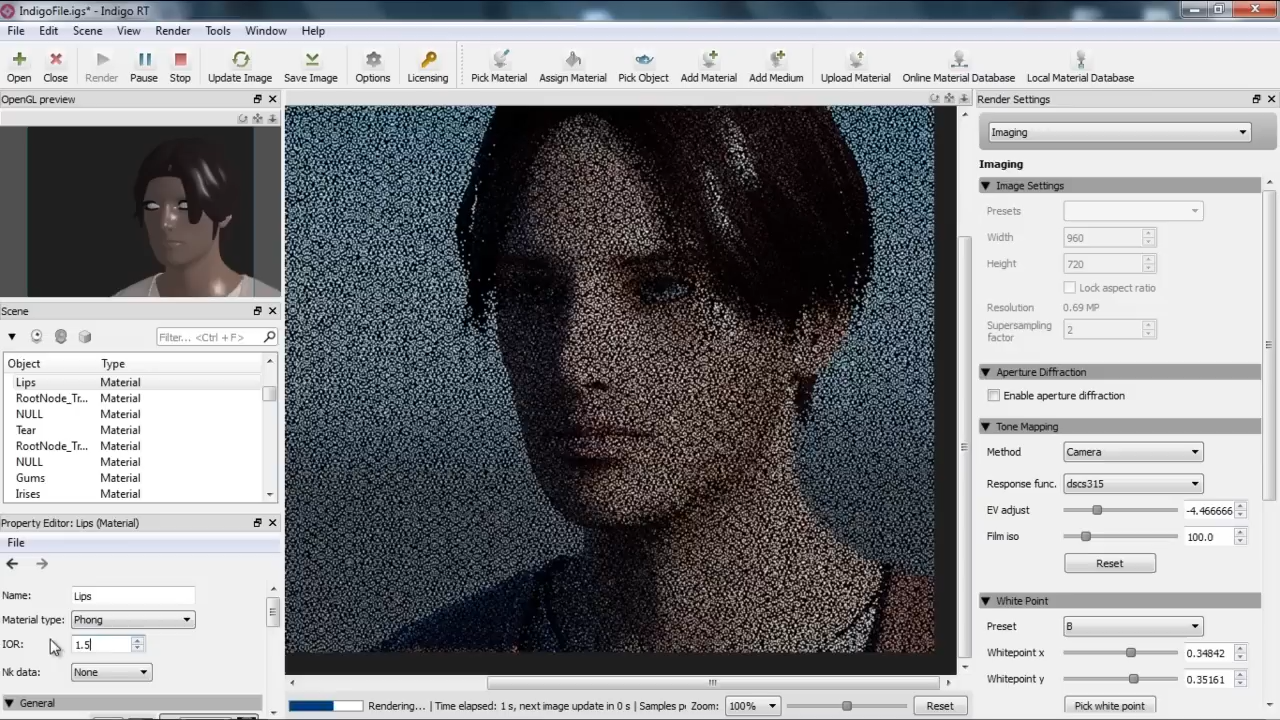 IndigoFile.igs* - Indigo RT
File Edit Scene View Render Tools Window Help
Open Close Render Pause Stop Update Image Save Image Options Licensing Pick Material Assign Material Pick Object Add Material Add Medium Upload Material Online Material Database Local Material Database
OpenGL preview
Scene
Filter... <Ctrl + F>
Object Type
Lips Material
RootNode_Tr... Material
NULL Material
Tear Material
RootNode_Tr... Material
NULL Material
Gums Material
Irises Material
Property Editor: Lips (Material)
File
Name: Lips
Material type: Phong
IOR: 1.5
Nk data: None
General
Rendering... | Time elapsed: 1 s, next image update in 0 s | Samples p Zoom: 100% Reset
Render Settings
Imaging
Imaging
Image Settings
Presets
Width 960
Height 720
Lock aspect ratio
Resolution 0.69 MP
Supersampling factor 2
Aperture Diffraction
Enable aperture diffraction
Tone Mapping
Method Camera
Response func. dscs315
EV adjust -4.466666
Film iso 100.0
Reset
White Point
Preset B
Whitepoint x 0.34842
Whitepoint y 0.35161
Pick white point